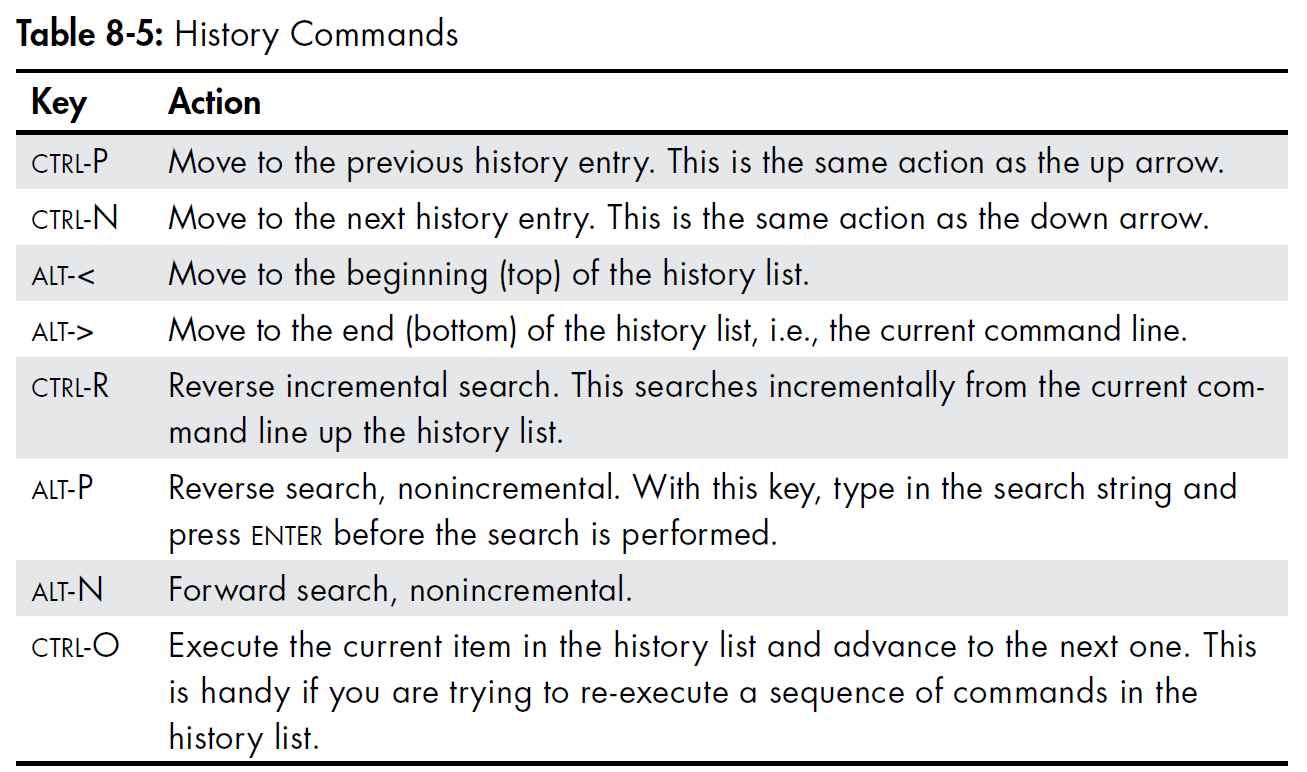 Table 8-5: History Commands
Key Action
CTRL-P Move to the previous history entry. This is the same action as the up arrow.
CTRL-N Move to the next history entry. This is the same action as the down arrow.
ALT-< Move to the beginning (top) of the history list.
ALT-> Move to the end (bottom) of the history list, i.e., the current command line.
CTRL-R Reverse incremental search. This searches incrementally from the current com-
mand line up the history list.
ALT-P Reverse search, nonincremental. With this key, type in the search string and
press ENTER before the search is performed.
ALT-N Forward search, nonincremental.
CTRL-O Execute the current item in the history list and advance to the next one. This
is handy if you are trying to re-execute a sequence of commands in the
history list.